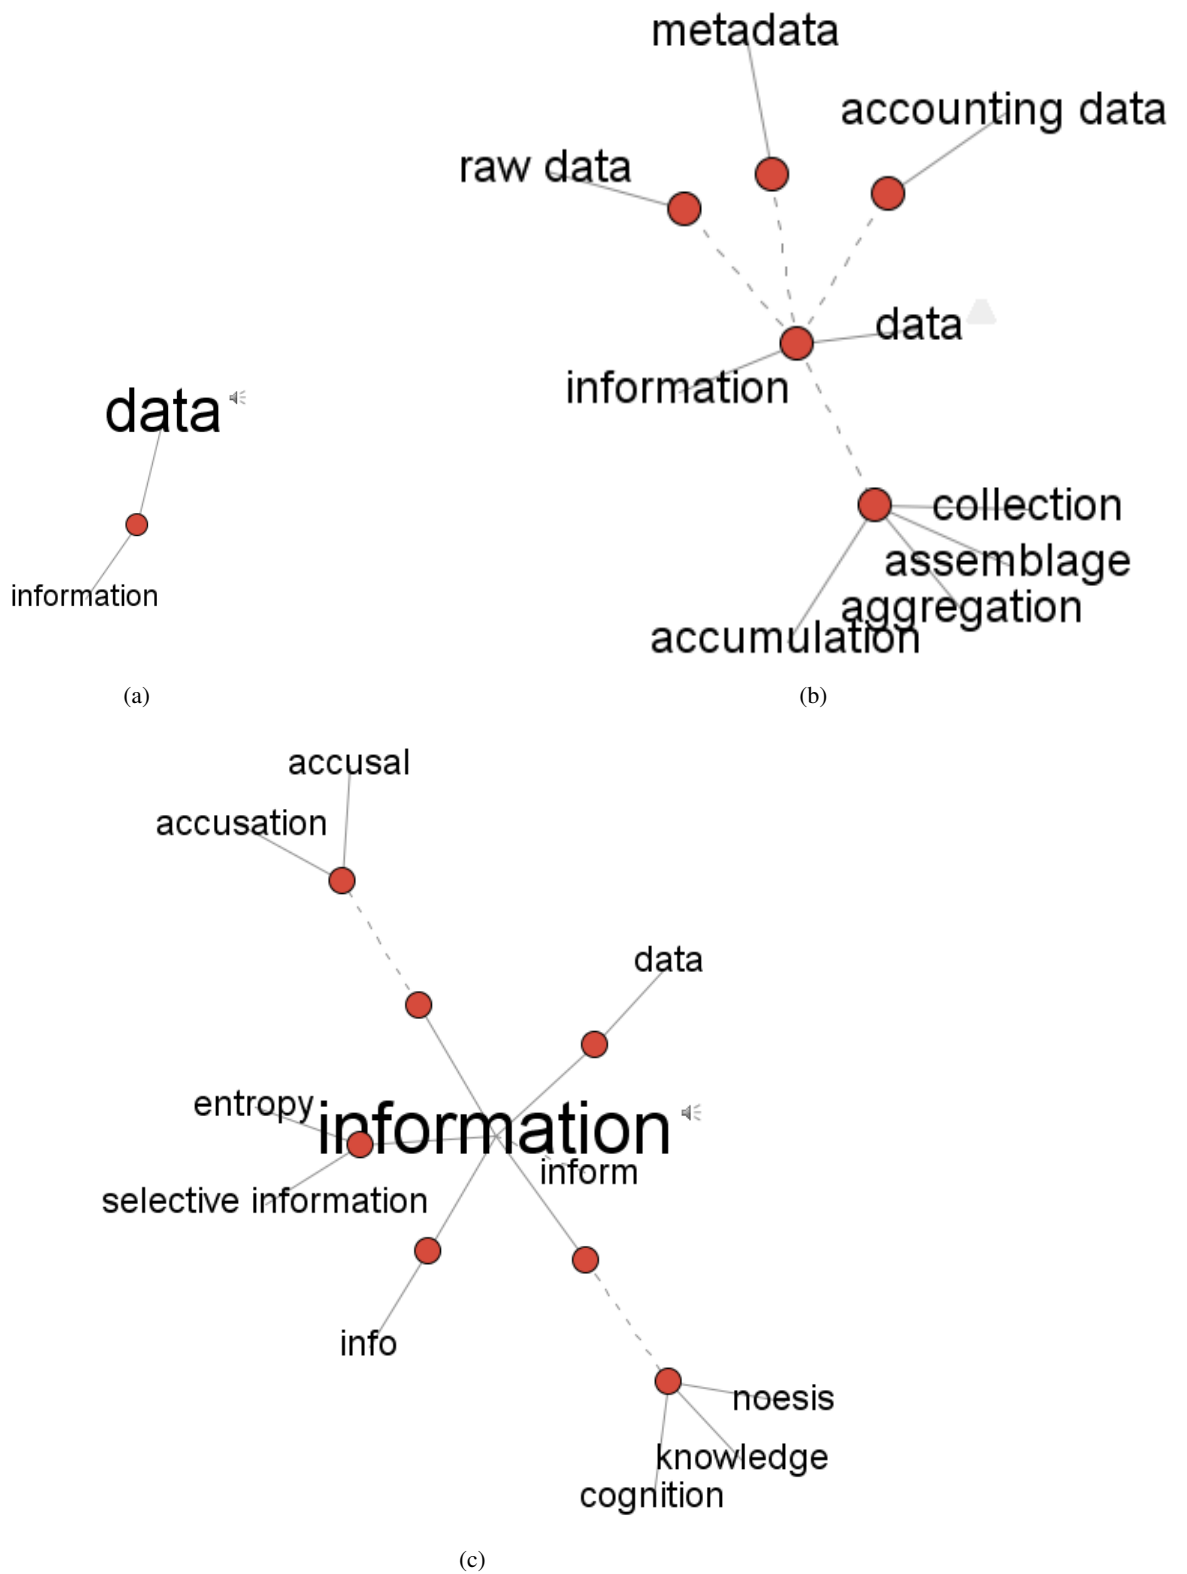 metadata
accounting data
raw data
data
information
data
information
collection
assemblage
aggregation
accumulation
(a)
(b)
accusal
accusation
data
entropy
information
inform
selective information
info
noesis
knowledge
cognition
(c)